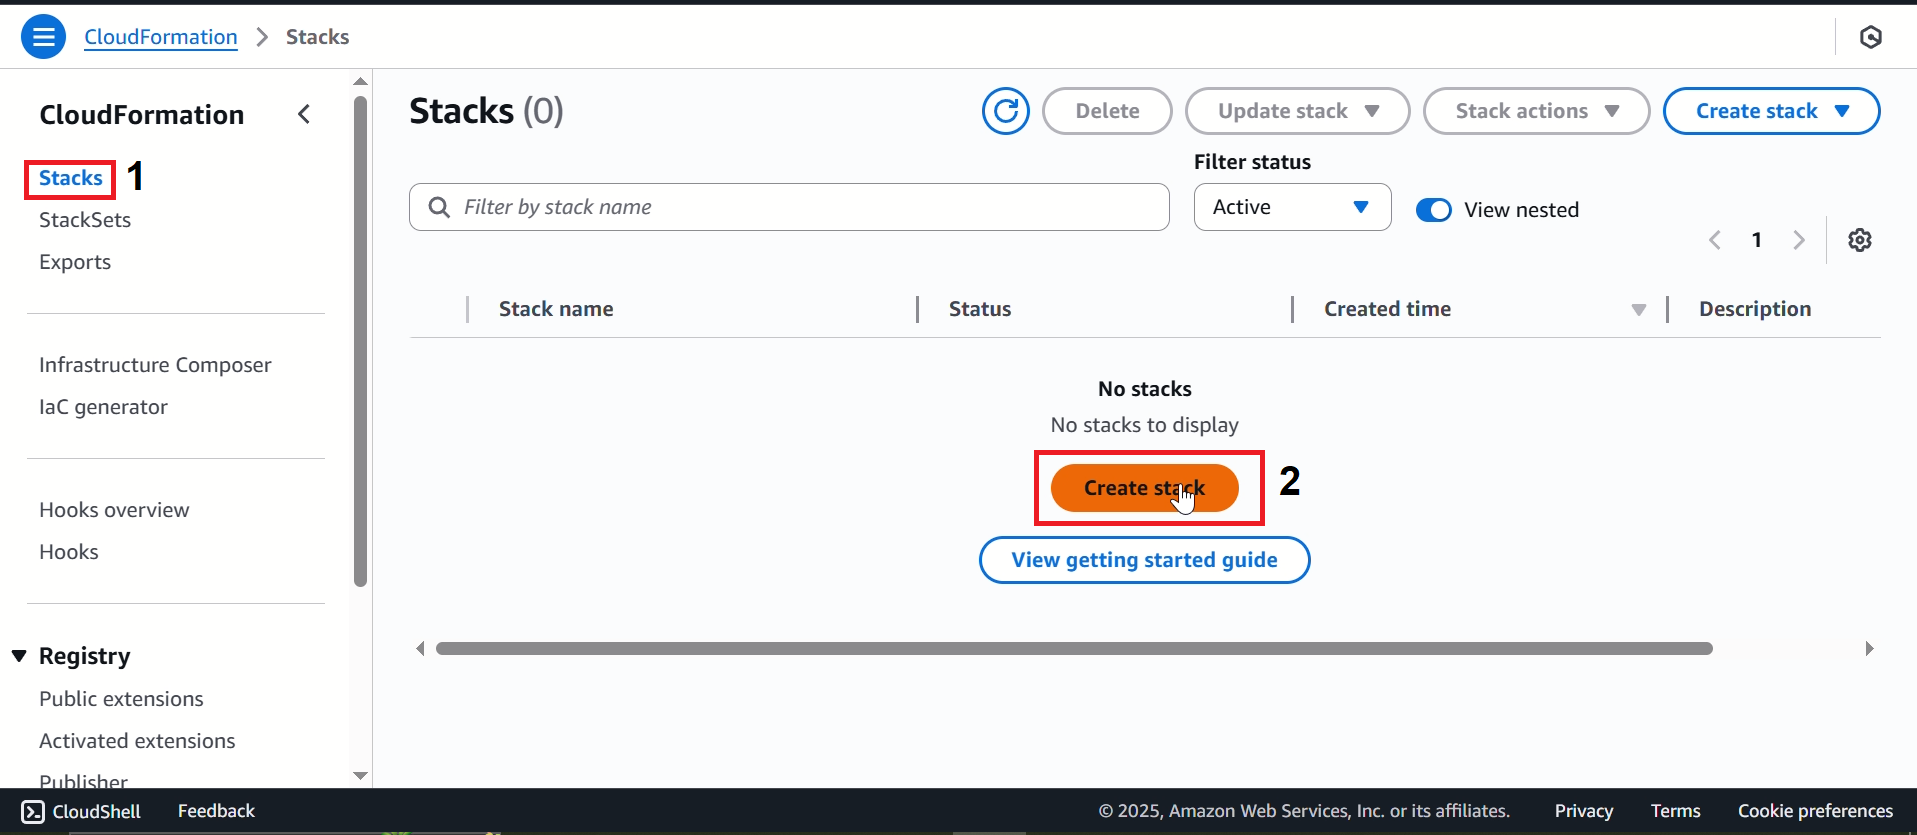 CloudFormation > Stacks
CloudFormation
Stacks 1
StackSets
Exports
Infrastructure Composer
IaC generator
Hooks overview
Hooks
Registry
Public extensions
Activated extensions
Publisher
Stacks (0)
Delete
Update stack
Stack actions
Create stack
Filter status
Filter by stack name
Active
View nested
1
Stack name
Status
Created time
Description
No stacks
No stacks to display
Create stack 2
View getting started guide
CloudShell
Feedback
© 2025, Amazon Web Services, Inc. or its affiliates.
Privacy
Terms
Cookie preferences